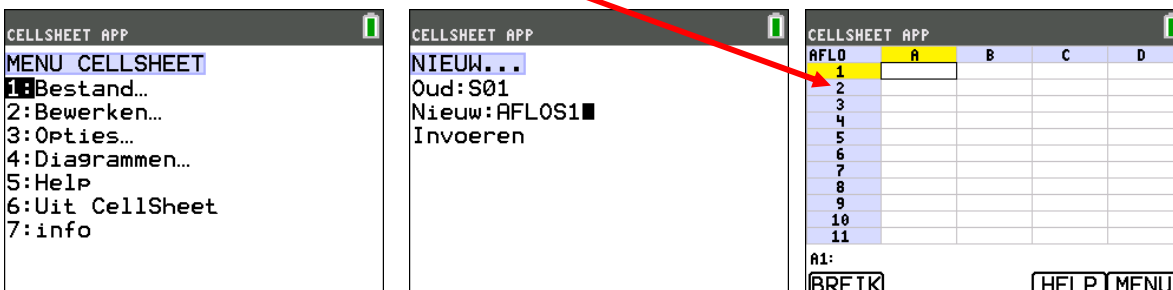 CELLSHEET APP
MENU CELLSHEET
1:Bestand…
2:Bewerken…
3:Opties…
4:Diagrammen…
5:Help
6:Uit CellSheet
7:info
CELLSHEET APP
NIEUW...
Oud:S01
Nieuw:AFLOS1
Invoeren
CELLSHEET APP
AFLO A B C D
1
2
3
4
5
6
7
8
9
10
11
A1:
BREIK HELP MENU